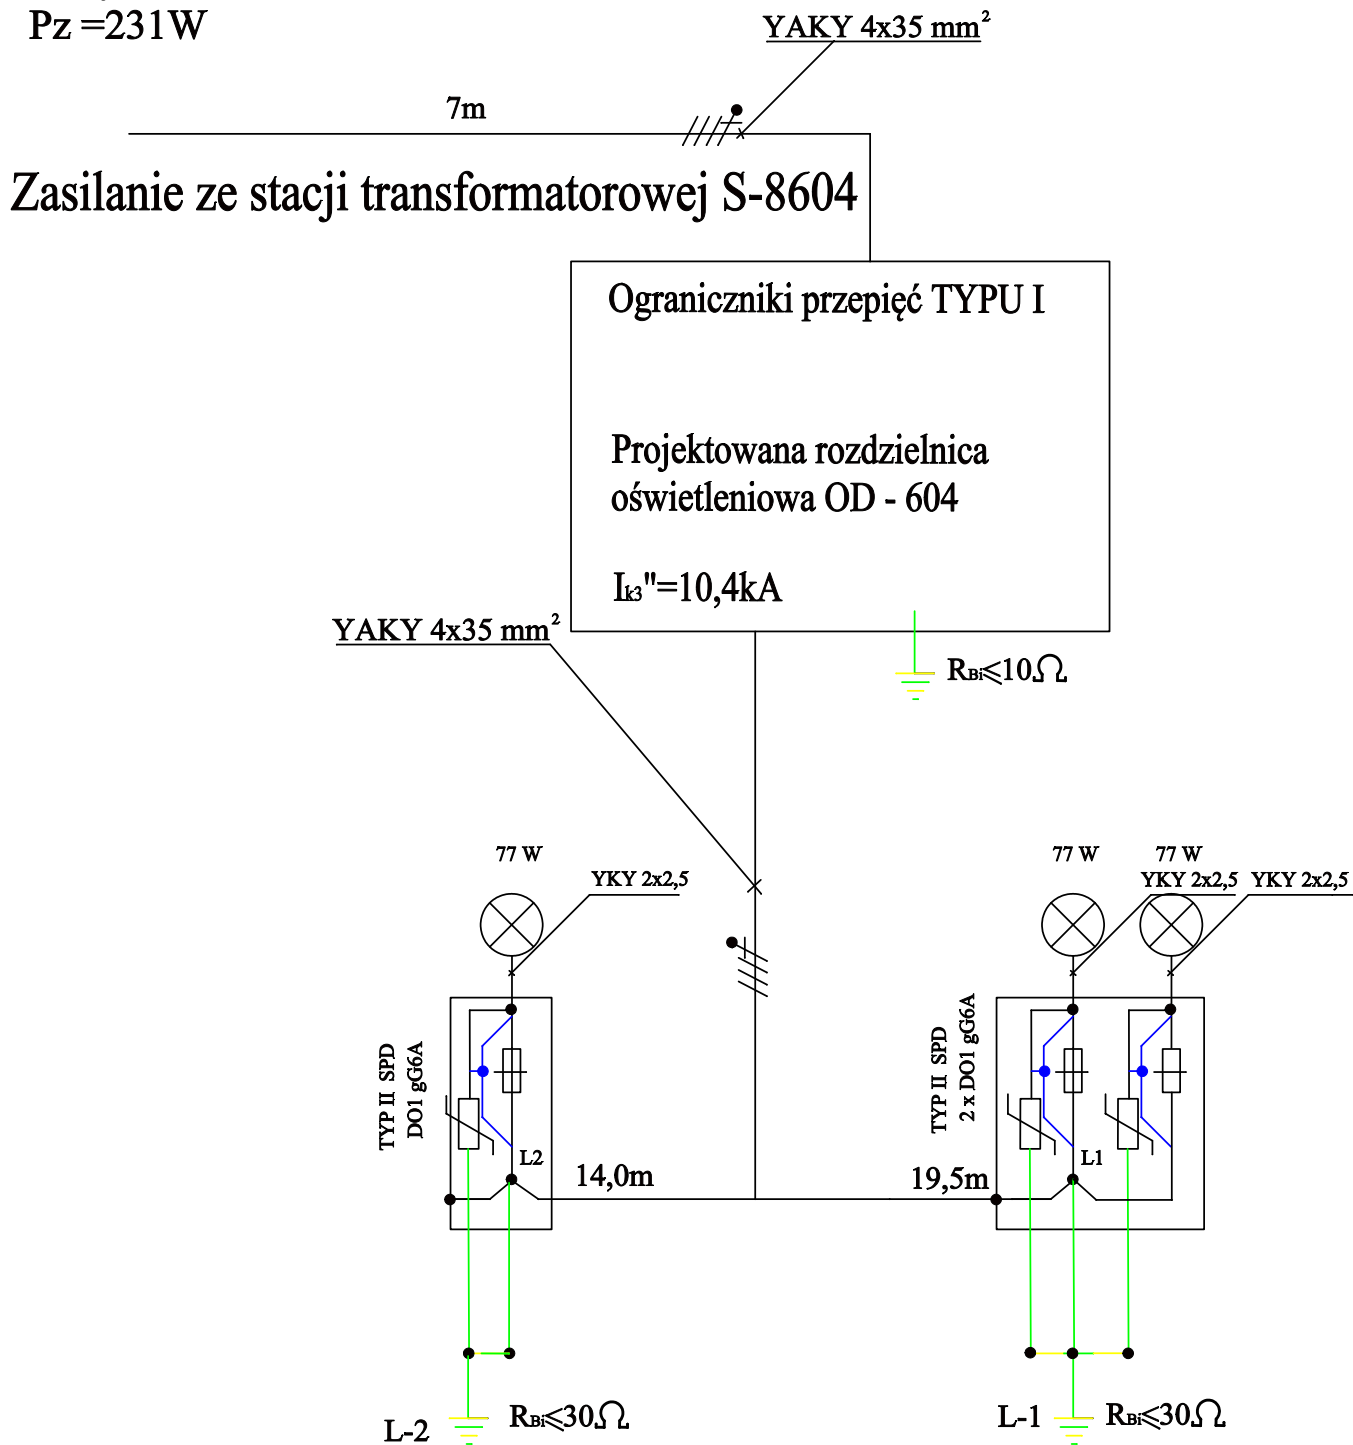 Pz =231W
YAKY 4x35 mm²
7m
Zasilanie ze stacji transformatorowej S-8604
Ograniczniki przepięć TYPU I
Projektowana rozdzielnica
oświetleniowa OD - 604
Ik3"=10,4kA
YAKY 4x35 mm²
RBi⩽10Ω
77 W
YKY 2x2,5
77 W
77 W
YKY 2x2,5
YKY 2x2,5
TYP II SPD
DO1 gG6A
TYP II SPD
2 x DO1 gG6A
L2
L1
14,0m
19,5m
L-2
RBi⩽30Ω
L-1
RBi⩽30Ω